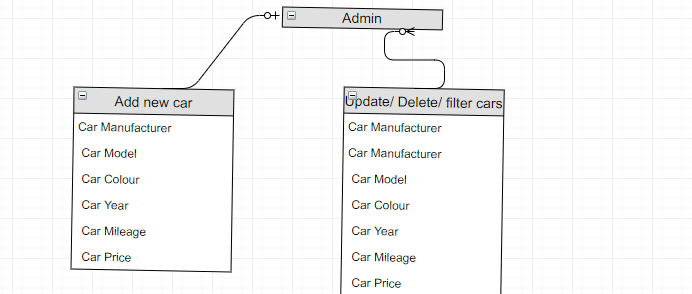 Admin
Add new car
Car Manufacturer
Car Model
Car Colour
Car Year
Car Mileage
Car Price
Update/ Delete/ filter cars
Car Manufacturer
Car Manufacturer
Car Model
Car Colour
Car Year
Car Mileage
Car Price